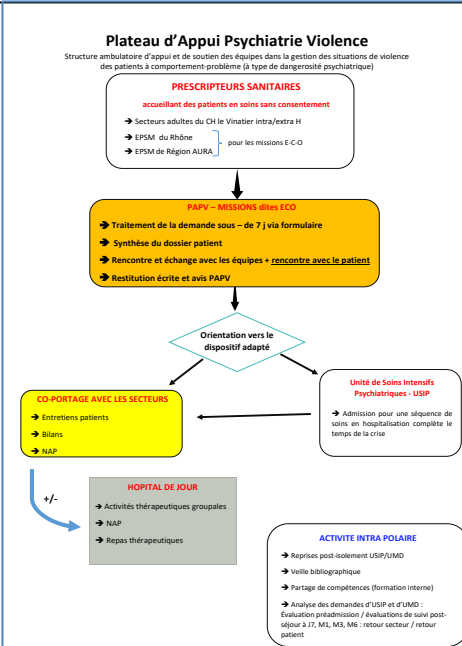 Plateau d'Appui Psychiatrie Violence
Structure ambulatoire d'appui et de soutien des équipes dans la gestion des situations de violence
des patients à comportement-problème (à type de dangerosité psychiatrique)
PRESCRIPTEURS SANITAIRES
accueillant des patients en soins sans consentement
➔ Secteurs adultes du CH le Vinatier intra/extra H
➔ EPSM du Rhône
➔ EPSM de Région AURA
pour les missions E-C-O
PAPV – MISSIONS dites ECO
➔ Traitement de la demande sous – de 7 j via formulaire
➔ Synthèse du dossier patient
➔ Rencontre et échange avec les équipes + rencontre avec le patient
➔ Restitution écrite et avis PAPV
Orientation vers le
dispositif adapté
CO-PORTAGE AVEC LES SECTEURS
➔ Entretiens patients
➔ Bilans
➔ NAP
Unité de Soins Intensifs
Psychiatriques - USIP
➔ Admission pour une séquence de
soins en hospitalisation complète le
temps de la crise
+/-
HOPITAL DE JOUR
➔ Activités thérapeutiques groupales
➔ NAP
➔ Repas thérapeutiques
ACTIVITE INTRA POLAIRE
➔ Reprises post-isolement USIP/UMD
➔ Veille bibliographique
➔ Partage de compétences (formation interne)
➔ Analyse des demandes d'USIP et d'UMD :
Évaluation préadmission / évaluations de suivi post-
séjour à J7, M1, M3, M6 : retour secteur / retour
patient